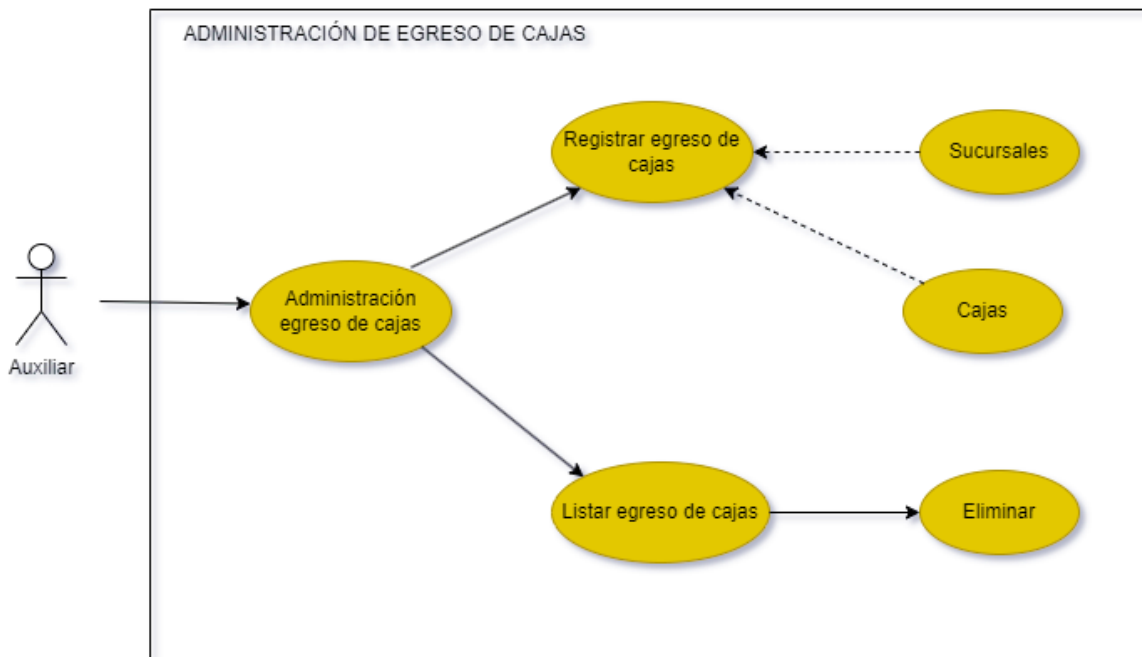 ADMINISTRACIÓN DE EGRESO DE CAJAS
Registrar egreso de
cajas
Sucursales
Administración
egreso de cajas
Cajas
Auxiliar
Listar egreso de cajas
Eliminar